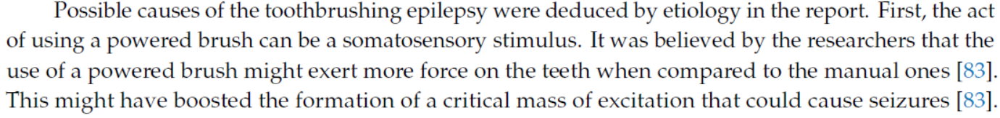 Possible causes of the toothbrushing epilepsy were deduced by etiology in the report. First, the act
of using a powered brush can be a somatosensory stimulus. It was believed by the researchers that the
use of a powered brush might exert more force on the teeth when compared to the manual ones [83].
This might have boosted the formation of a critical mass of excitation that could cause seizures [83].